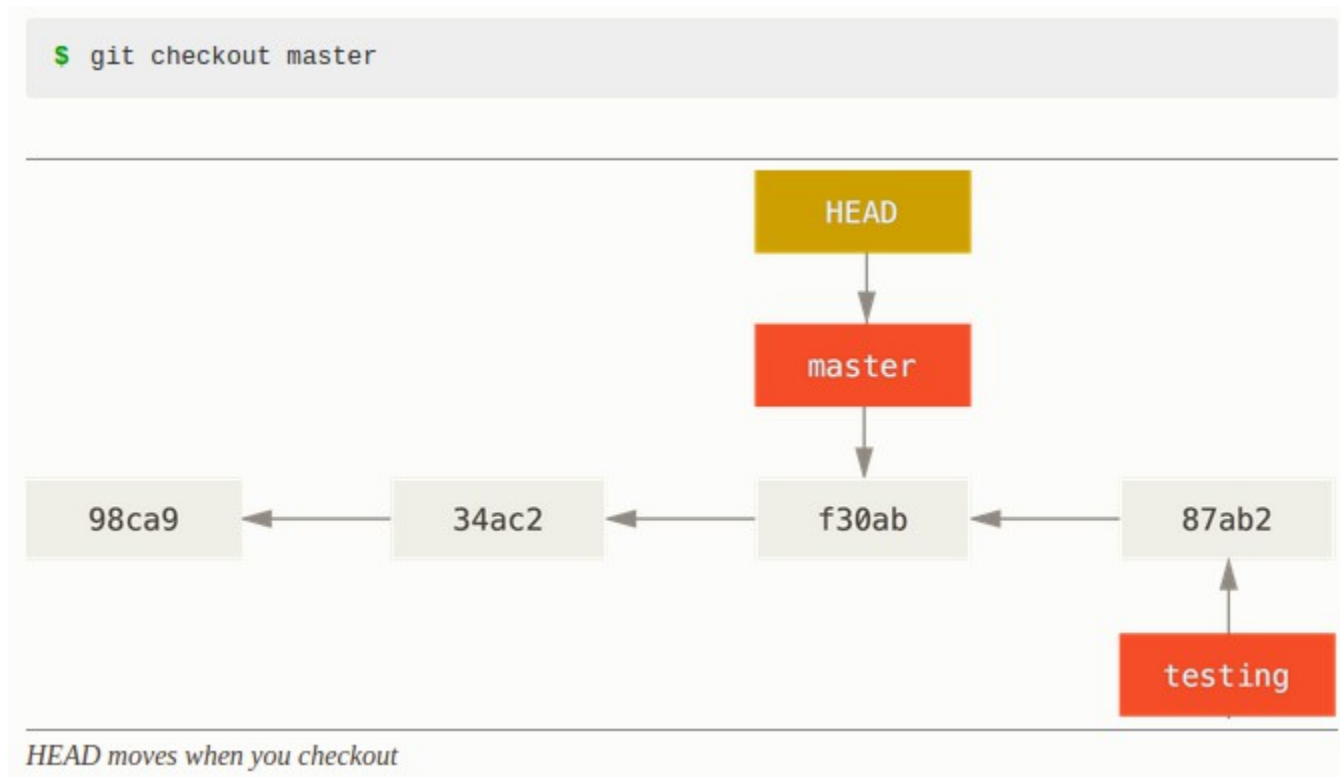 $ git checkout master
HEAD
master
98ca9 34ac2 f30ab 87ab2
testing
HEAD moves when you checkout